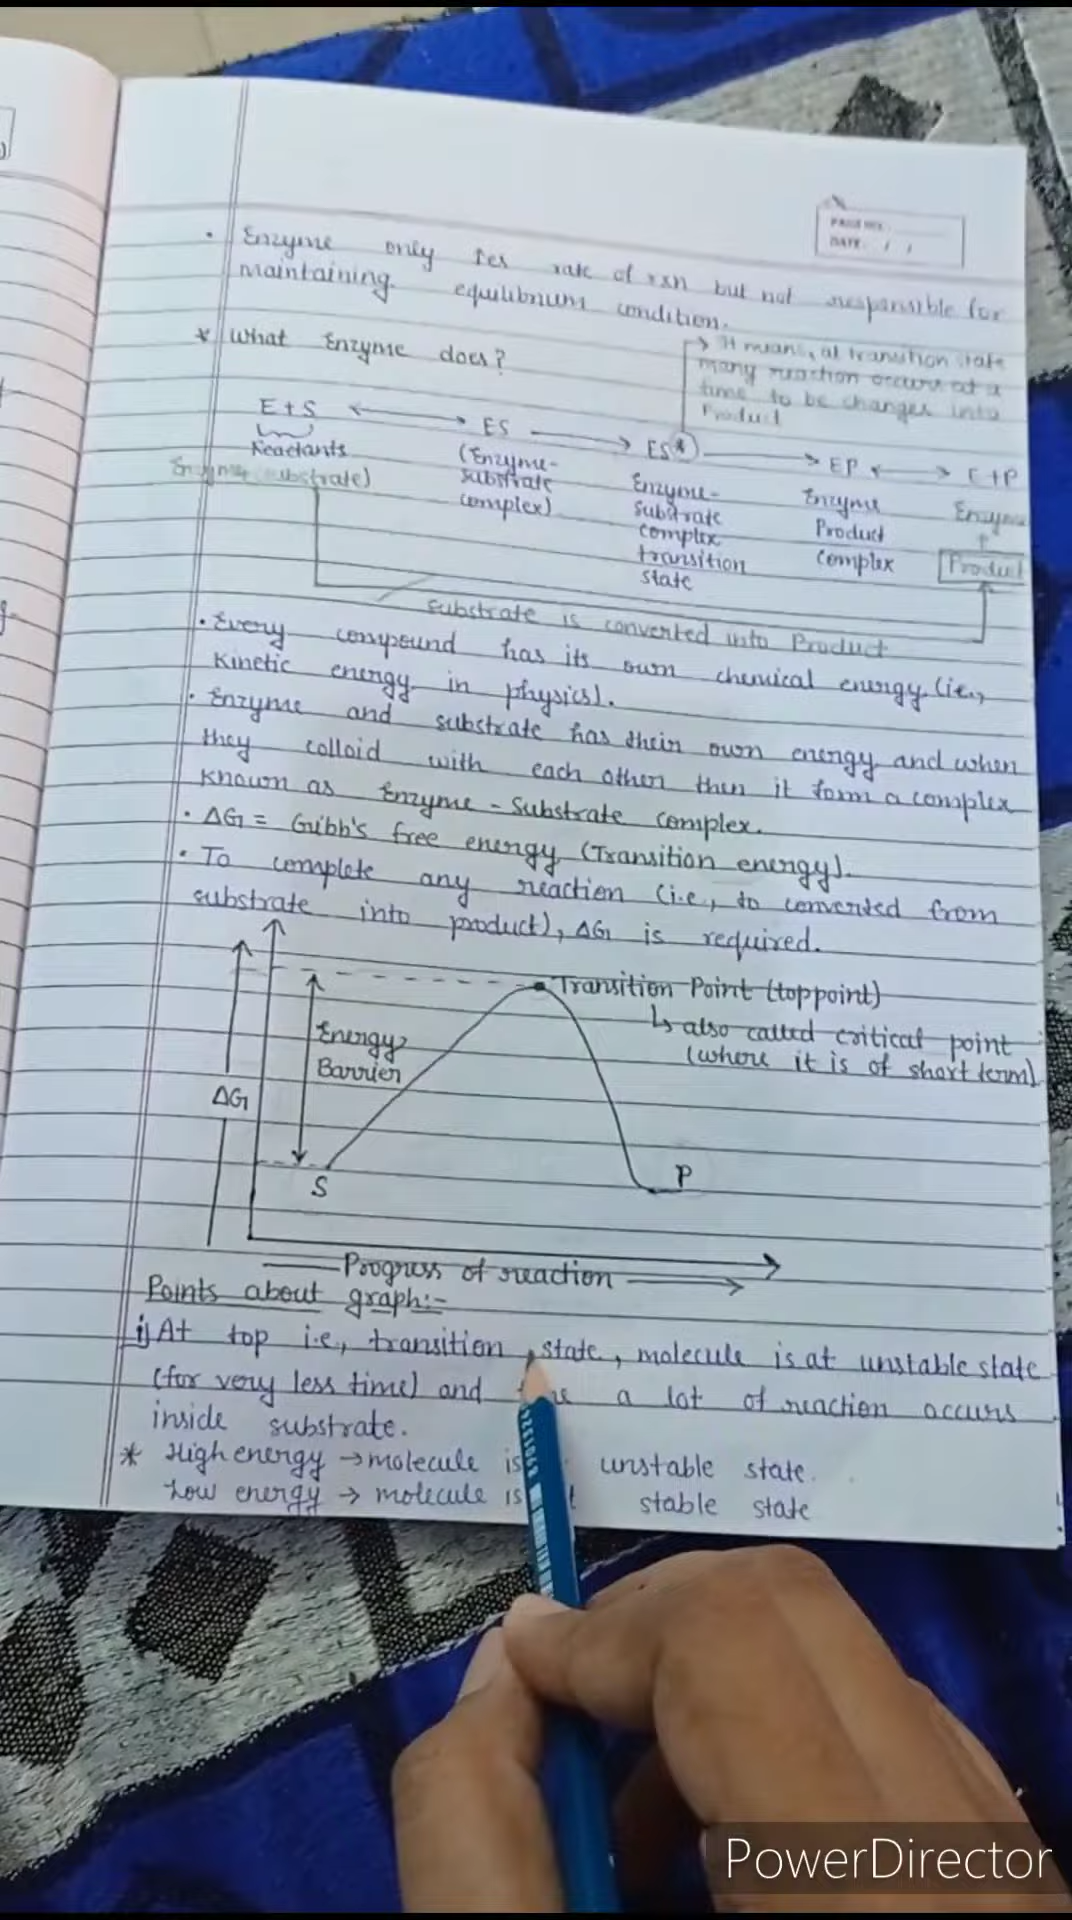 PAGE NO.
DATE: / /
• Enzyme only ↑es rate of rxn but not responsible for
maintaining equilibrium condition.
* What Enzyme does?
→ It means, at transition state
many reaction occurs at a
time to be changes into
Product
E+S ⟷ ES → ES* → EP ⟷ E+P
Reactants
(Enzyme substrate)
(Enzyme-
substrate
complex)
Enzyme-
substrate
complex
transition
state
Enzyme
Product
complex
Enzyme
+
Product
substrate is converted into Product
• Every compound has its own chemical energy (i.e.,
Kinetic energy in physics).
• Enzyme and substrate has their own energy and when
they colloid with each other then it form a complex
known as Enzyme-Substrate complex.
• ΔG = Gibb's free energy (Transition energy).
• To complete any reaction (i.e., to converted from
substrate into product), ΔG is required.
Transition Point (top point)
↳ also called critical point
(where it is of short term)
Energy
Barrier
ΔG
S
P
Progress of reaction
Points about graph:-
i) At top i.e., transition state, molecule is at unstable state
(for very less time) and a lot of reaction occurs
inside substrate.
* High energy → molecule is unstable state.
Low energy → molecule is stable state
PowerDirector